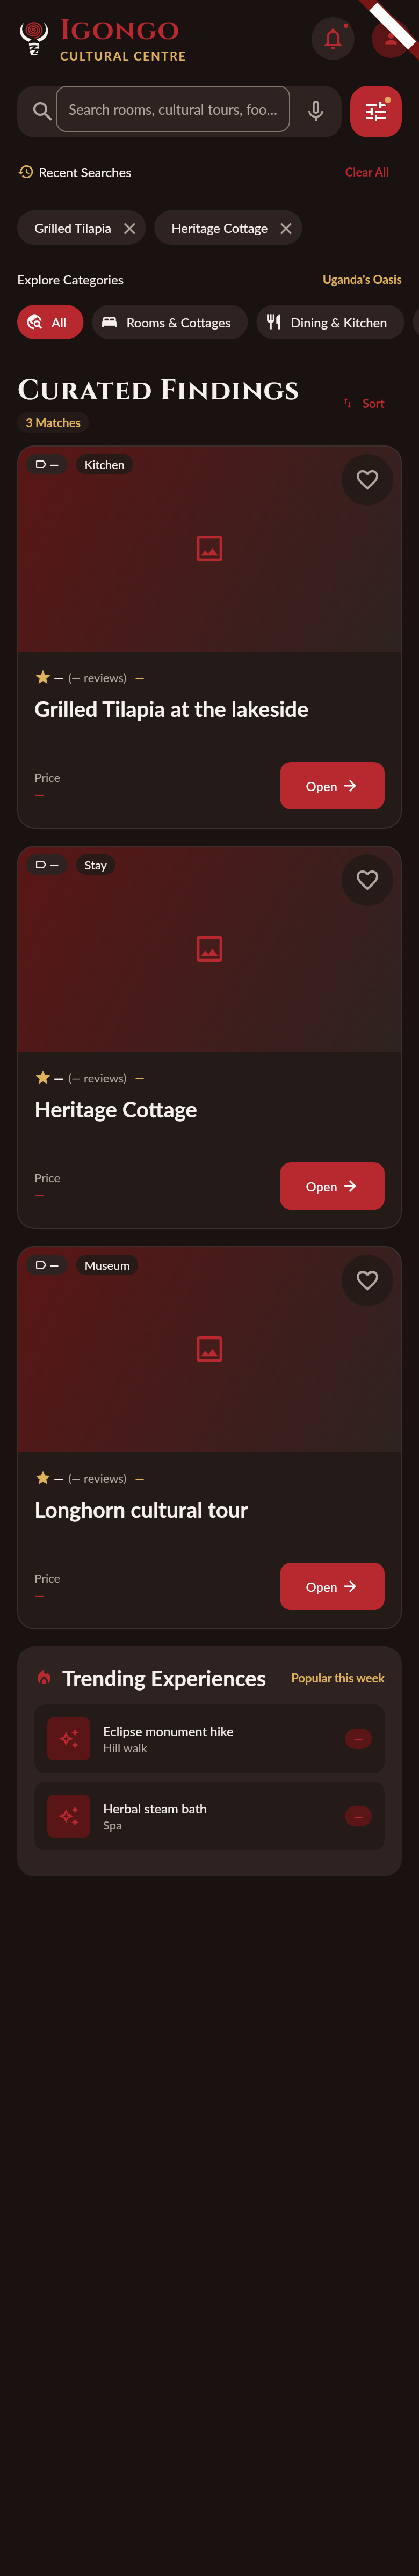 Igongo
CULTURAL CENTRE
Search rooms, cultural tours, foo...
Recent Searches
Clear All
Grilled Tilapia
Heritage Cottage
Explore Categories
Uganda's Oasis
All
Rooms & Cottages
Dining & Kitchen
Curated Findings
Sort
3 Matches
— Kitchen
— (— reviews) —
Grilled Tilapia at the lakeside
Price
—
Open
— Stay
— (— reviews) —
Heritage Cottage
Price
—
Open
— Museum
— (— reviews) —
Longhorn cultural tour
Price
—
Open
Trending Experiences
Popular this week
Eclipse monument hike
Hill walk
—
Herbal steam bath
Spa
—